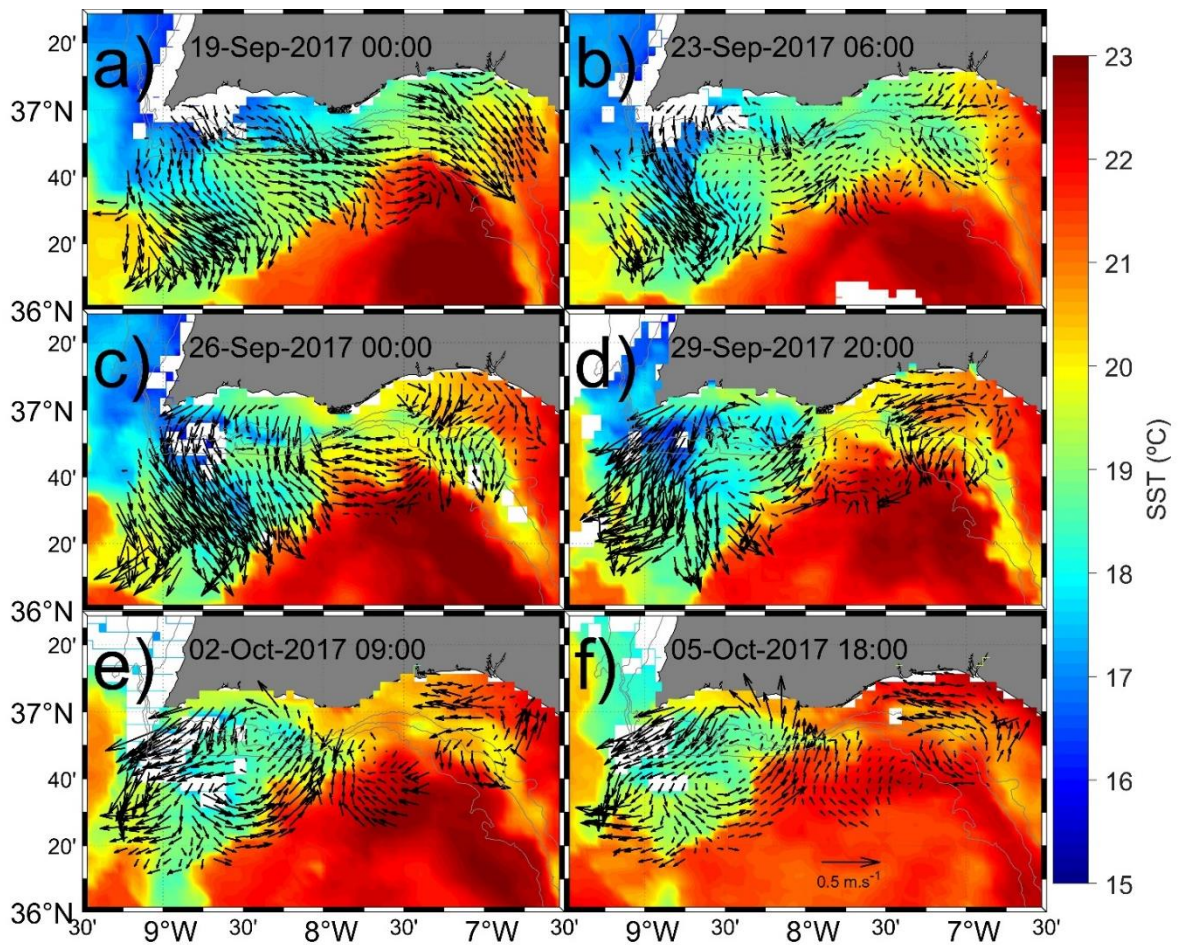 a) 19-Sep-2017 00:00
b) 23-Sep-2017 06:00
20'
37°N
40'
20'
36°N
c) 26-Sep-2017 00:00
d) 29-Sep-2017 20:00
20'
37°N
40'
20'
36°N
e) 02-Oct-2017 09:00
f) 05-Oct-2017 18:00
20'
37°N
40'
20'
36°N
0.5 m.s⁻¹
30' 9°W 30' 8°W 30' 7°W 30'
9°W 30' 8°W 30' 7°W 30'
23
22
21
20
19
18
17
16
15
SST (ºC)